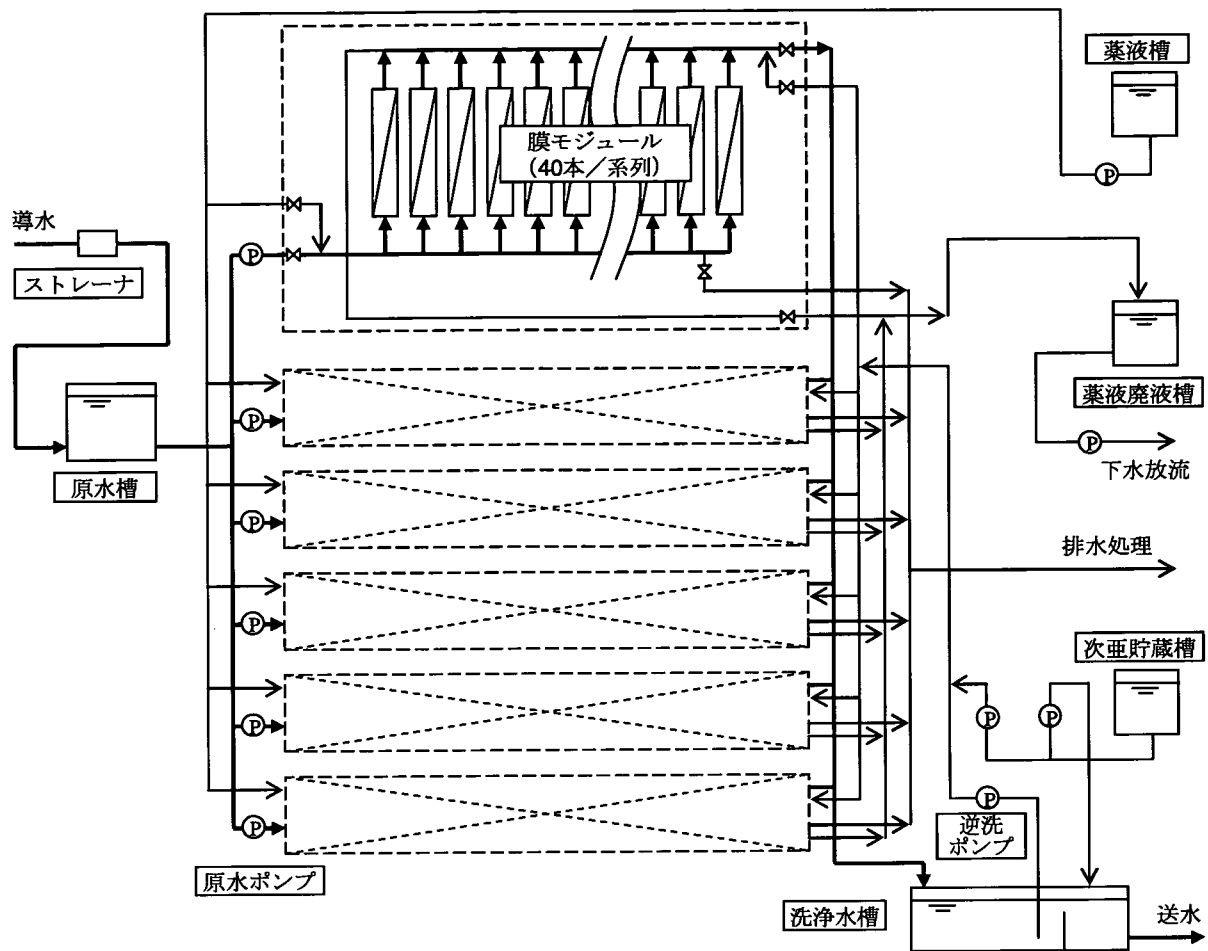 薬液槽
膜モジュール
(40本/系列)
導水
P
P
ストレーナ
薬液廃液槽
P
P
下水放流
原水槽
P
排水処理
P
次亜貯蔵槽
P
P
P
P
P
逆洗
ポンプ
原水ポンプ
洗浄水槽
送水